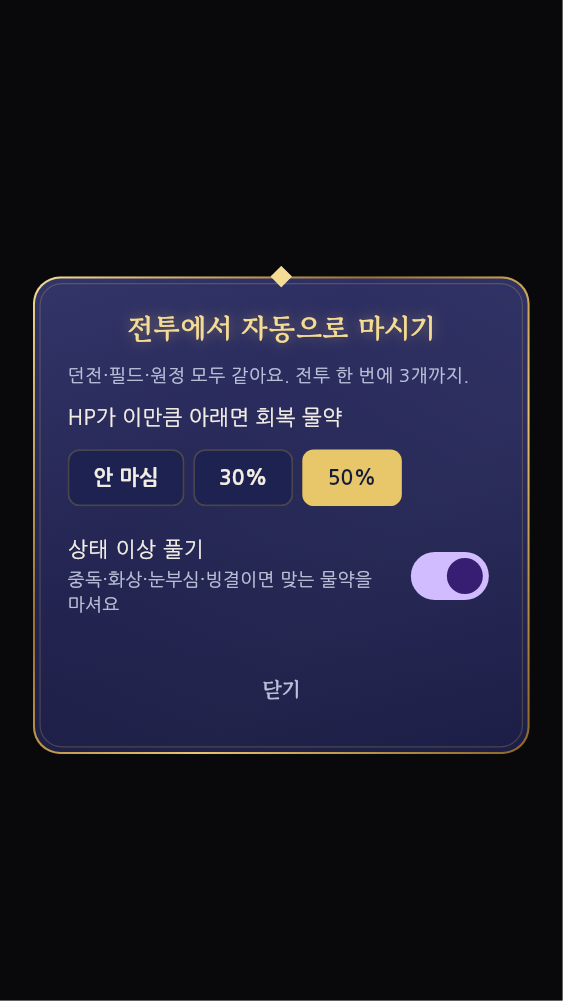 전투에서 자동으로 마시기
던전·필드·원정 모두 같아요. 전투 한 번에 3개까지.
HP가 이만큼 아래면 회복 물약
안 마심 30% 50%
상태 이상 풀기
중독·화상·눈부심·빙결이면 맞는 물약을
마셔요
닫기